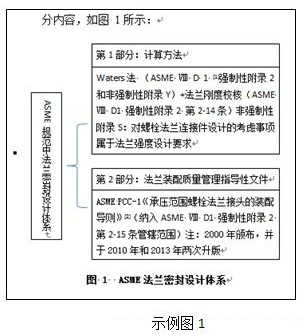 分内容，如图 1所示：
ASME 规范中法兰密封设计体系
第 1 部分：计算方法
Waters 法 （ASME Ⅷ D 1 强制性附录 2
和非强制性附录 Y）+法兰刚度校核（ASME
Ⅷ D1 强制性附录 2 第 2-14 条）非强制性
附录 S：对螺栓法兰连接件设计的考虑事项
属于法兰强度设计要求
第 2 部分：法兰装配质量管理指导性文件
ASME PCC-1《承压范围螺栓法兰接头的装配
导则》（纳入 ASME Ⅷ D1 强制性附录 2
第 2-15 条管辖范围）注：2000 年颁布，并
于 2010 年和 2013 年两次升版
图 1 ASME 法兰密封设计体系
示例图 1